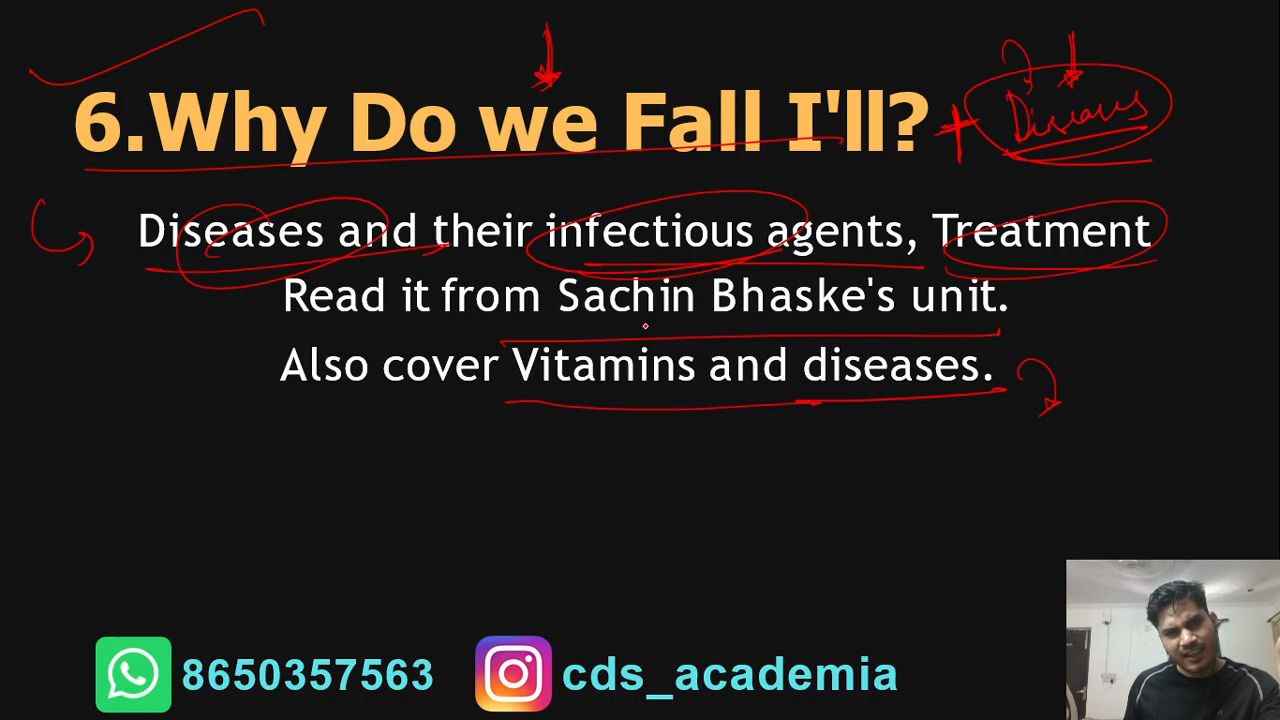 6.Why Do we Fall I'll? + Diseases
Diseases and their infectious agents, Treatment
Read it from Sachin Bhaske's unit.
Also cover Vitamins and diseases.
8650357563 cds_academia